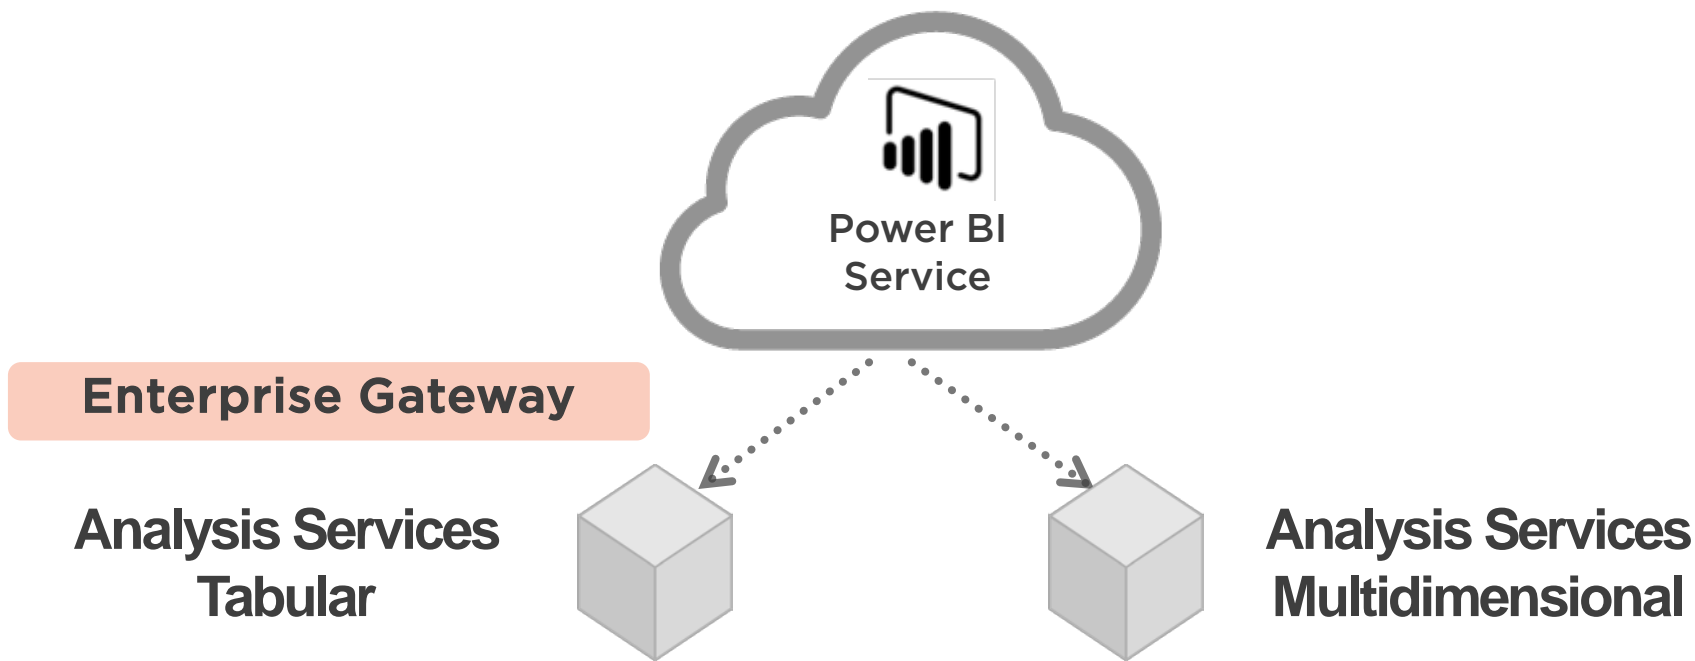 Power BI
Service
Enterprise Gateway
Analysis Services
Tabular
Analysis Services
Multidimensional